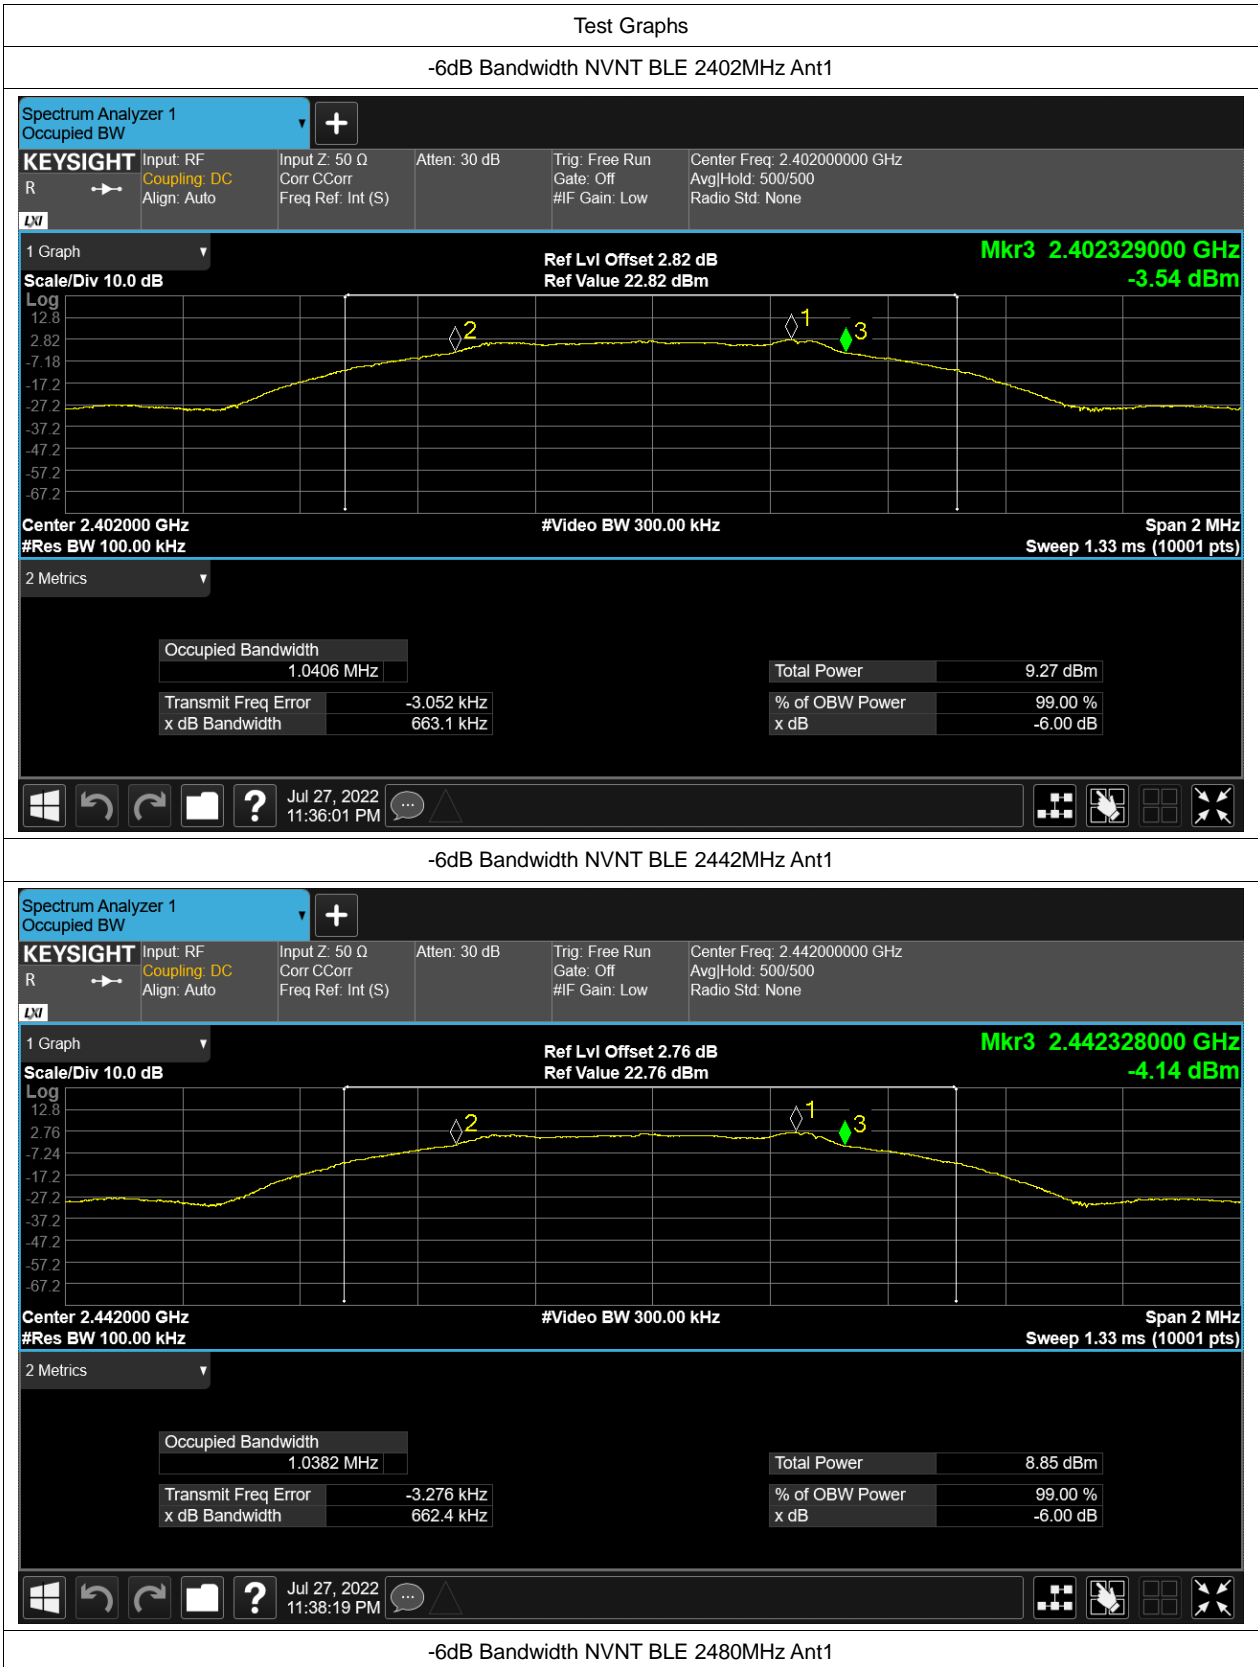 Test Graphs
-6dB Bandwidth NVNT BLE 2402MHz Ant1
Spectrum Analyzer 1
Occupied BW
KEYSIGHT Input: RF Input Z: 50 Ω Atten: 30 dB Trig: Free Run Center Freq: 2.402000000 GHz
R Coupling: DC Corr CCorr Gate: Off Avg|Hold: 500/500
Align: Auto Freq Ref: Int (S) #IF Gain: Low Radio Std: None
LXI
1 Graph Ref Lvl Offset 2.82 dB Mkr3 2.402329000 GHz
Scale/Div 10.0 dB Ref Value 22.82 dBm -3.54 dBm
Log
12.8
2.82
-7.18
-17.2
-27.2
-37.2
-47.2
-57.2
-67.2
2
1
3
Center 2.402000 GHz #Video BW 300.00 kHz Span 2 MHz
#Res BW 100.00 kHz Sweep 1.33 ms (10001 pts)
2 Metrics
Occupied Bandwidth
1.0406 MHz Total Power 9.27 dBm
Transmit Freq Error -3.052 kHz % of OBW Power 99.00 %
x dB Bandwidth 663.1 kHz x dB -6.00 dB
? Jul 27, 2022
11:36:01 PM
-6dB Bandwidth NVNT BLE 2442MHz Ant1
Spectrum Analyzer 1
Occupied BW
KEYSIGHT Input: RF Input Z: 50 Ω Atten: 30 dB Trig: Free Run Center Freq: 2.442000000 GHz
R Coupling: DC Corr CCorr Gate: Off Avg|Hold: 500/500
Align: Auto Freq Ref: Int (S) #IF Gain: Low Radio Std: None
LXI
1 Graph Ref Lvl Offset 2.76 dB Mkr3 2.442328000 GHz
Scale/Div 10.0 dB Ref Value 22.76 dBm -4.14 dBm
Log
12.8
2.76
-7.24
-17.2
-27.2
-37.2
-47.2
-57.2
-67.2
2
1
3
Center 2.442000 GHz #Video BW 300.00 kHz Span 2 MHz
#Res BW 100.00 kHz Sweep 1.33 ms (10001 pts)
2 Metrics
Occupied Bandwidth
1.0382 MHz Total Power 8.85 dBm
Transmit Freq Error -3.276 kHz % of OBW Power 99.00 %
x dB Bandwidth 662.4 kHz x dB -6.00 dB
? Jul 27, 2022
11:38:19 PM
-6dB Bandwidth NVNT BLE 2480MHz Ant1